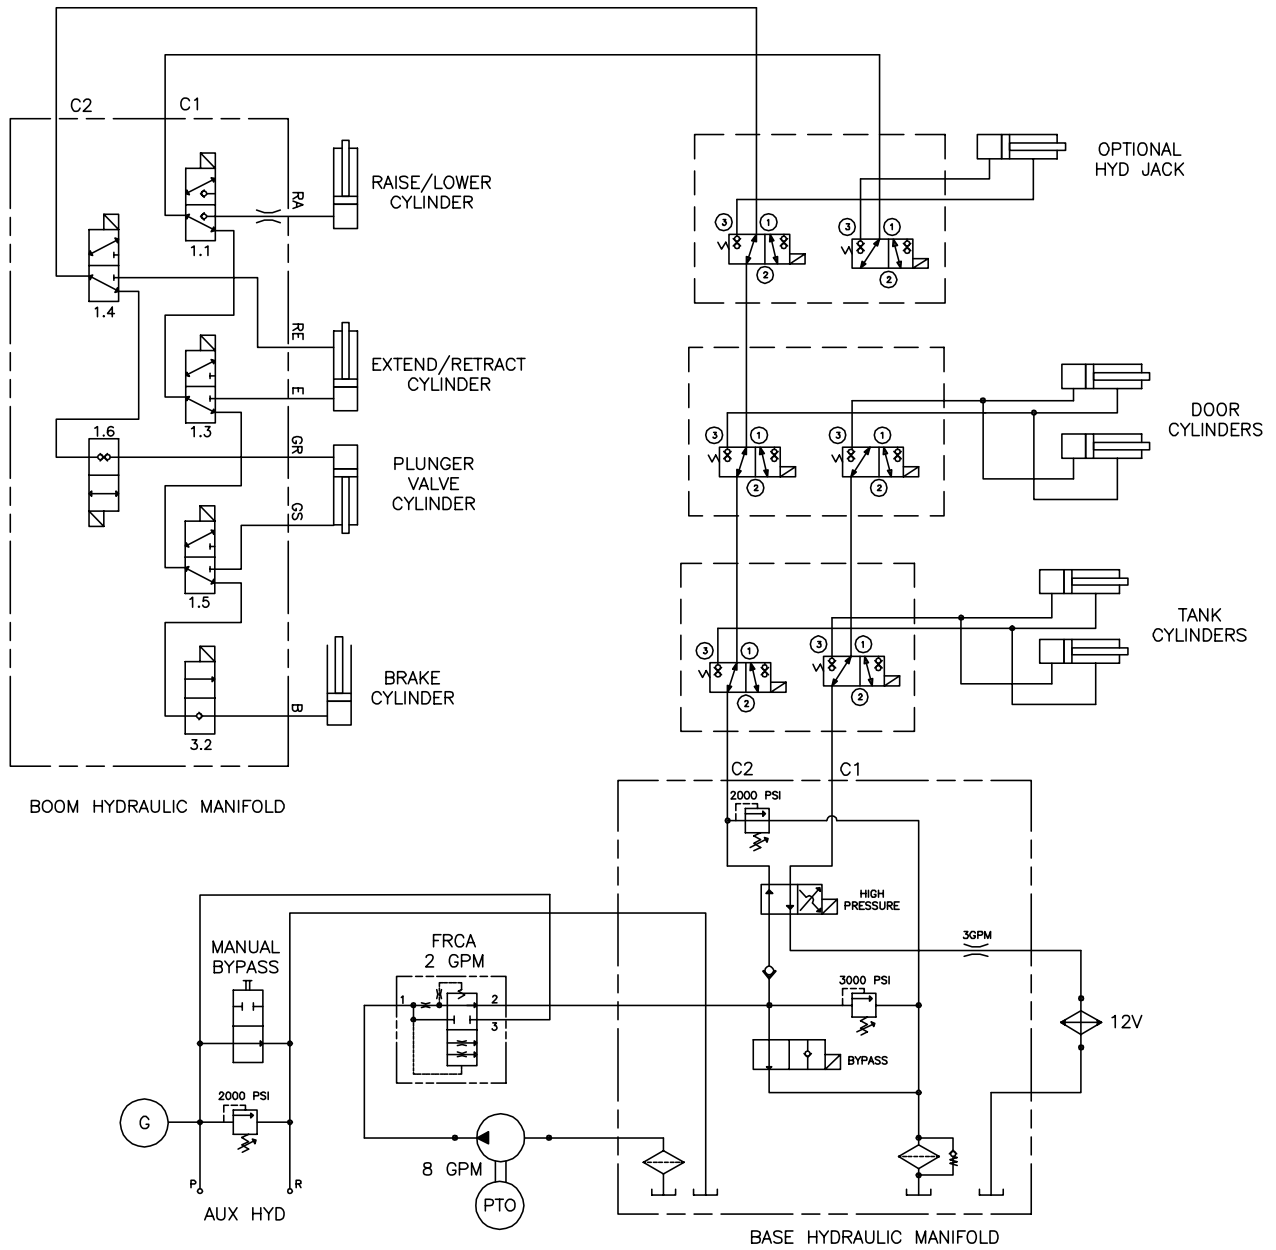 C2
C1
RAISE/LOWER
CYLINDER
RA
1.1
1.4
RE
EXTEND/RETRACT
CYLINDER
E
1.3
1.6
GR
PLUNGER
VALVE
CYLINDER
GS
1.5
BRAKE
CYLINDER
B
3.2
BOOM HYDRAULIC MANIFOLD
OPTIONAL
HYD JACK
3
1
2
3
1
2
DOOR
CYLINDERS
3
1
2
3
1
2
TANK
CYLINDERS
3
1
2
3
1
2
C2
C1
2000 PSI
HIGH
PRESSURE
3GPM
3000 PSI
12V
BYPASS
MANUAL
BYPASS
FRCA
2 GPM
1
2
3
2000 PSI
G
P
R
AUX HYD
8 GPM
PTO
BASE HYDRAULIC MANIFOLD